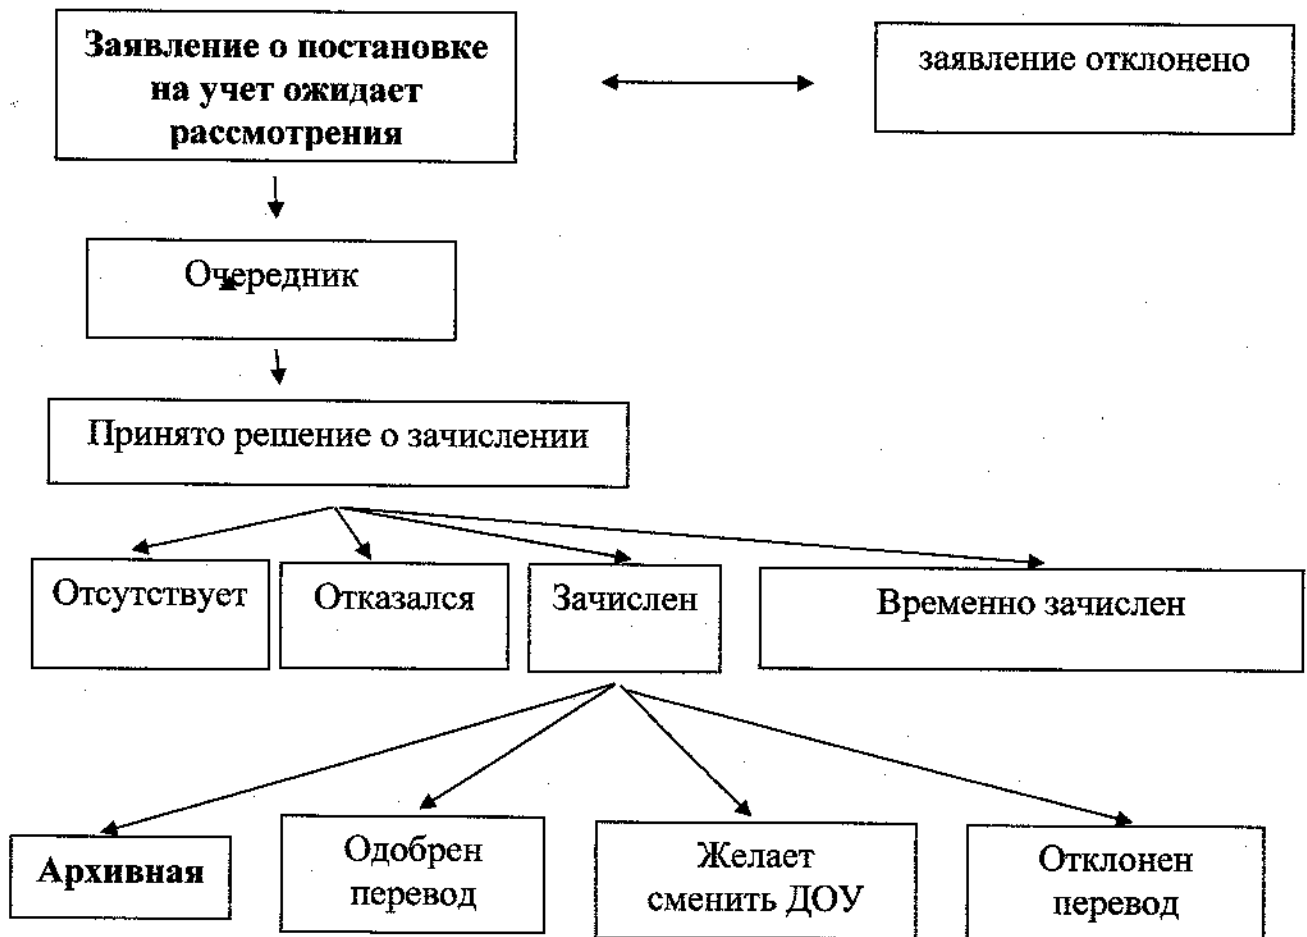 Заявление о постановке
на учет ожидает
рассмотрения
заявление отклонено
Очередник
Принято решение о зачислении
Отсутствует
Отказался
Зачислен
Временно зачислен
Архивная
Одобрен
перевод
Желает
сменить ДОУ
Отклонен
перевод